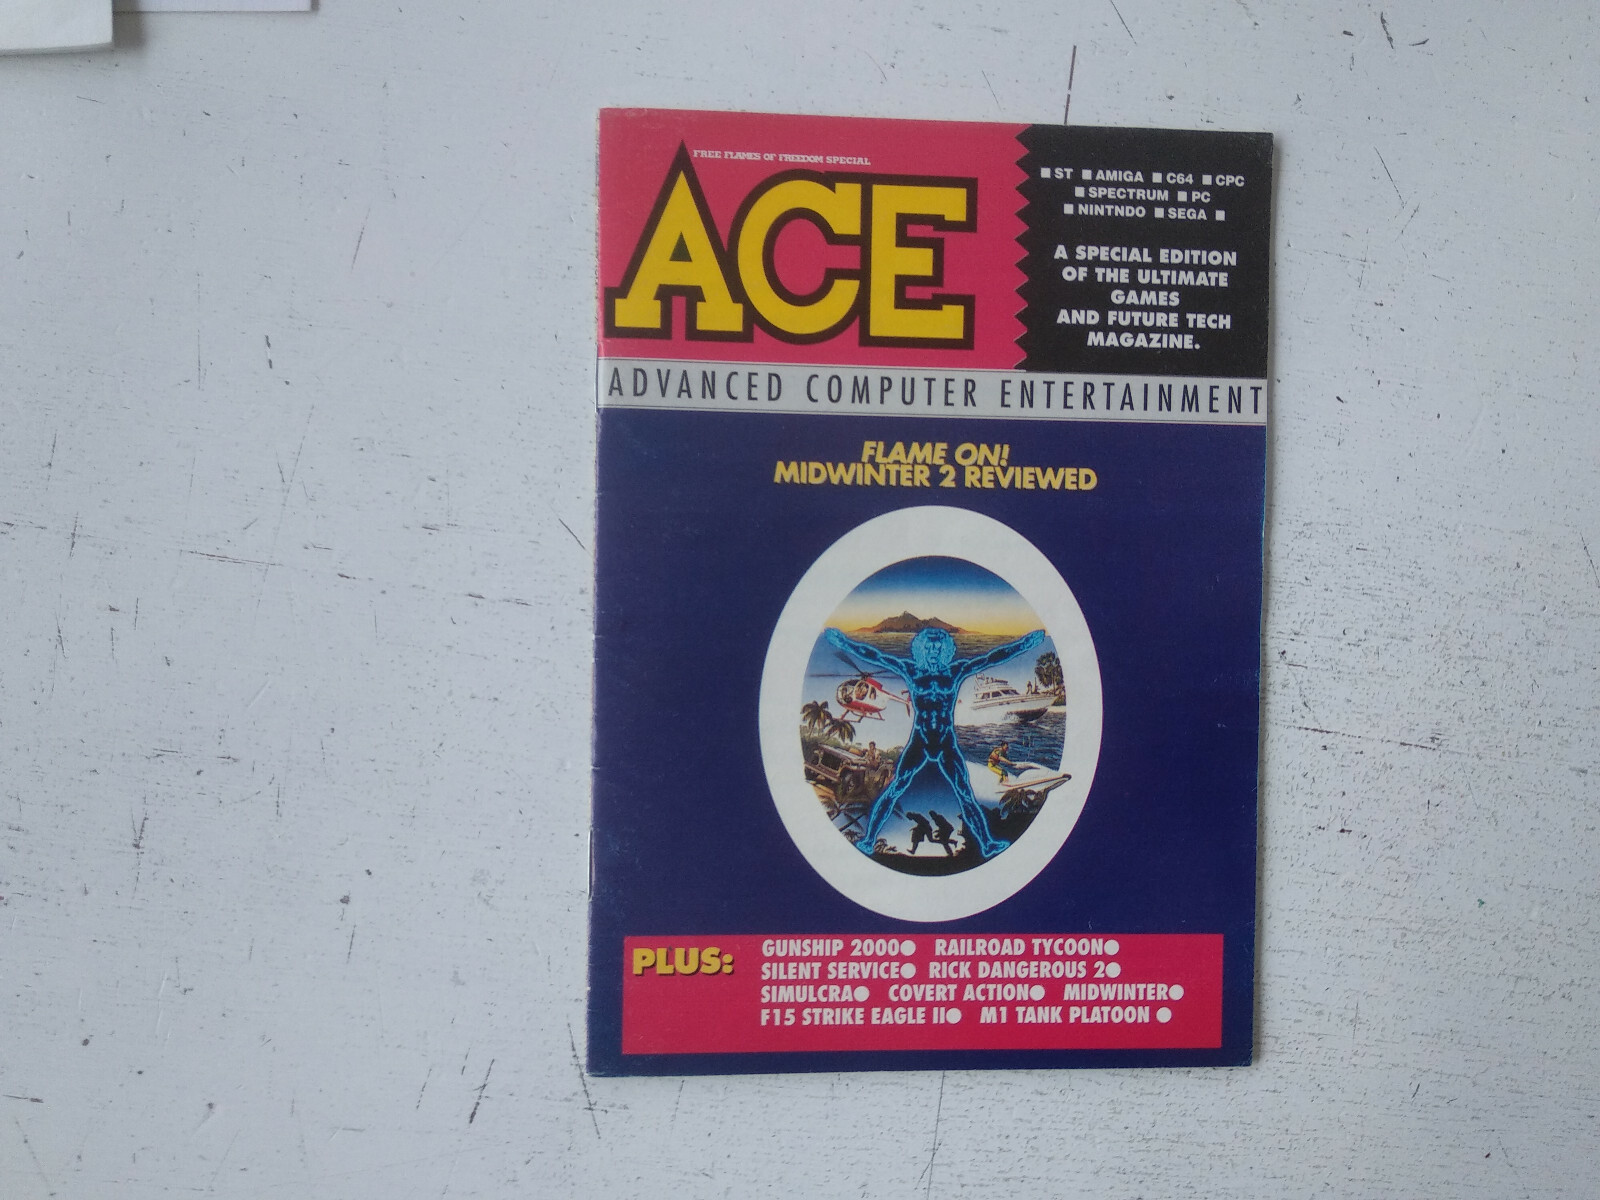 FREE FLAMES OF FREEDOM SPECIAL
ACE
■ ST ■ AMIGA ■ C64 ■ CPC
■ SPECTRUM ■ PC
■ NINTNDO ■ SEGA ■
A SPECIAL EDITION
OF THE ULTIMATE
GAMES
AND FUTURE TECH
MAGAZINE.
ADVANCED COMPUTER ENTERTAINMENT
FLAME ON!
MIDWINTER 2 REVIEWED
PLUS:
GUNSHIP 2000● RAILROAD TYCOON●
SILENT SERVICE● RICK DANGEROUS 2●
SIMULCRA● COVERT ACTION● MIDWINTER●
F15 STRIKE EAGLE II● M1 TANK PLATOON ●